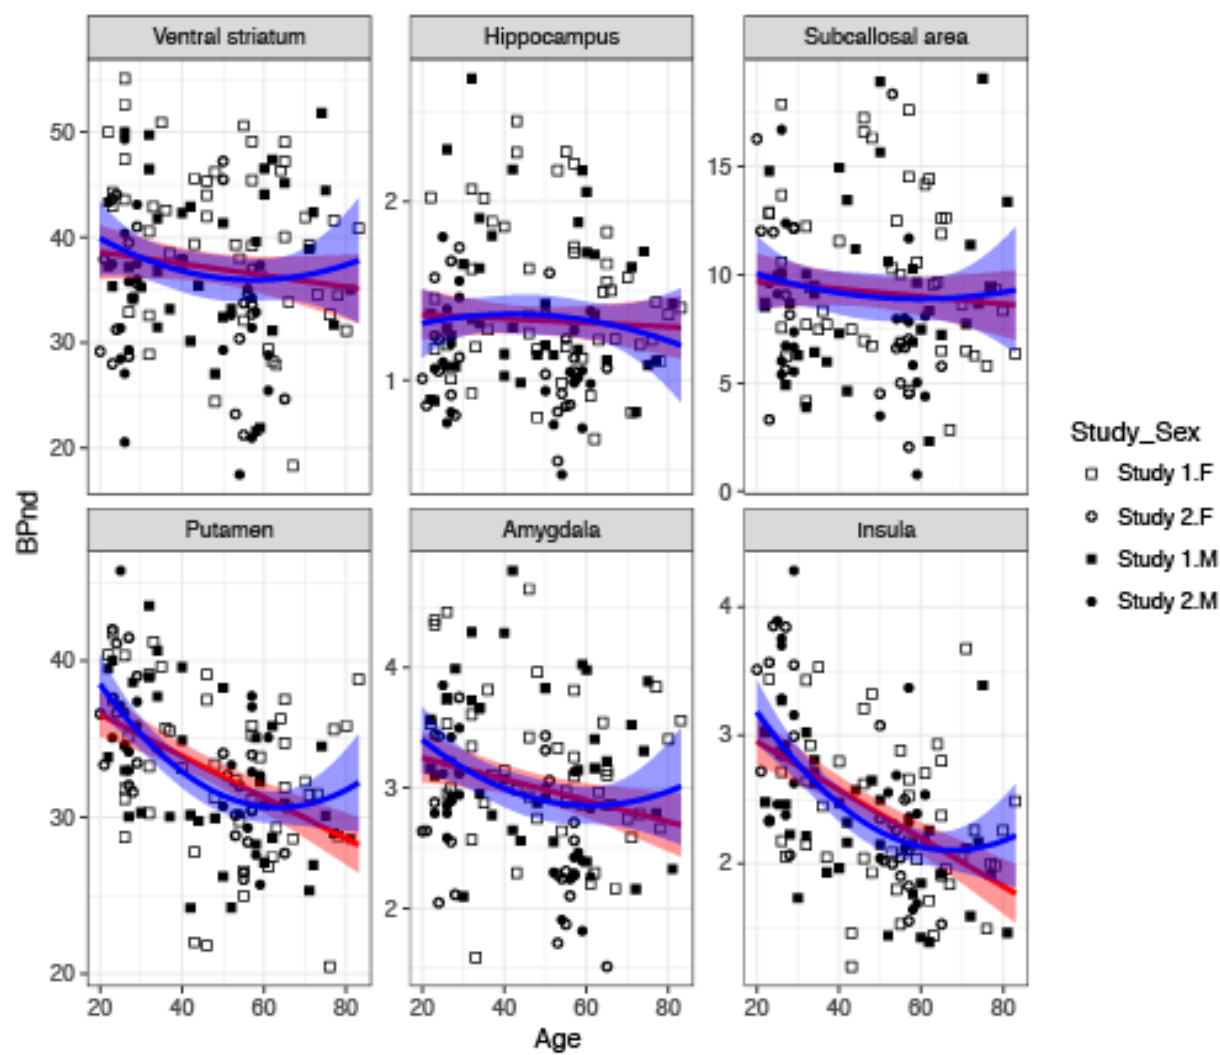 Ventral striatum
Hippocampus
Subcallosal area
50
40
30
20
2
1
15
10
5
0
Putamen
Amygdala
Insula
40
30
20
4
3
2
4
3
2
20 40 60 80
20 40 60 80
20 40 60 80
BPnd
Age
Study_Sex
Study 1.F
Study 2.F
Study 1.M
Study 2.M